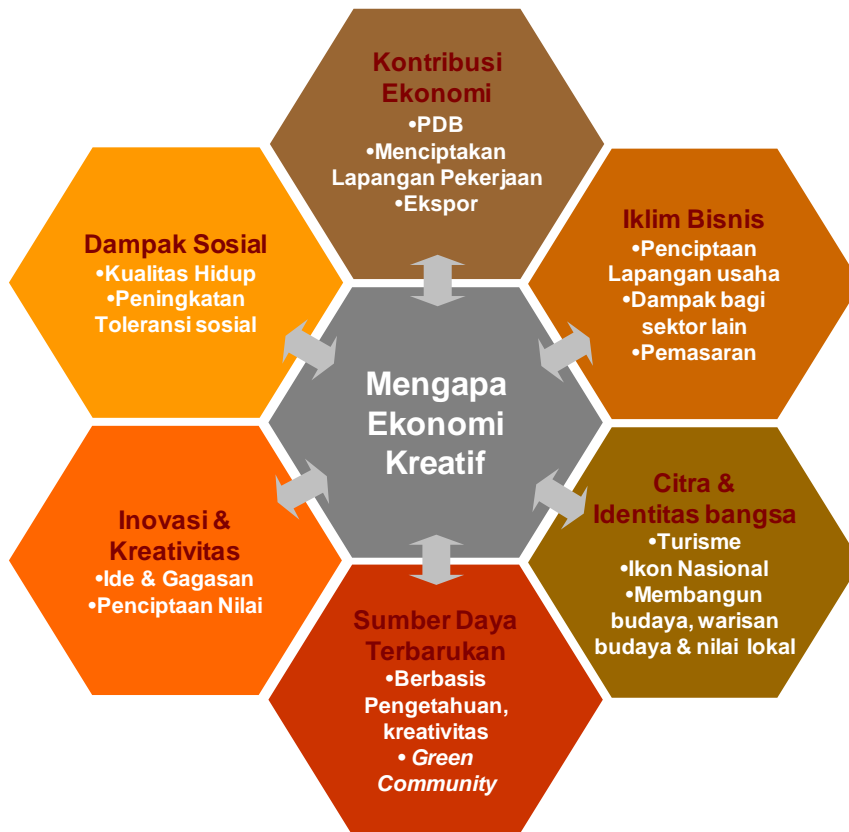 Kontribusi
Ekonomi
•PDB
•Menciptakan
Lapangan Pekerjaan
•Ekspor
Iklim Bisnis
•Penciptaan
Lapangan usaha
•Dampak bagi
sektor lain
•Pemasaran
Citra &
Identitas bangsa
•Turisme
•Ikon Nasional
•Membangun
budaya, warisan
budaya & nilai lokal
Sumber Daya
Terbarukan
•Berbasis
Pengetahuan,
kreativitas
• Green
Community
Inovasi &
Kreativitas
•Ide & Gagasan
•Penciptaan Nilai
Dampak Sosial
•Kualitas Hidup
•Peningkatan
Toleransi sosial
Mengapa
Ekonomi
Kreatif